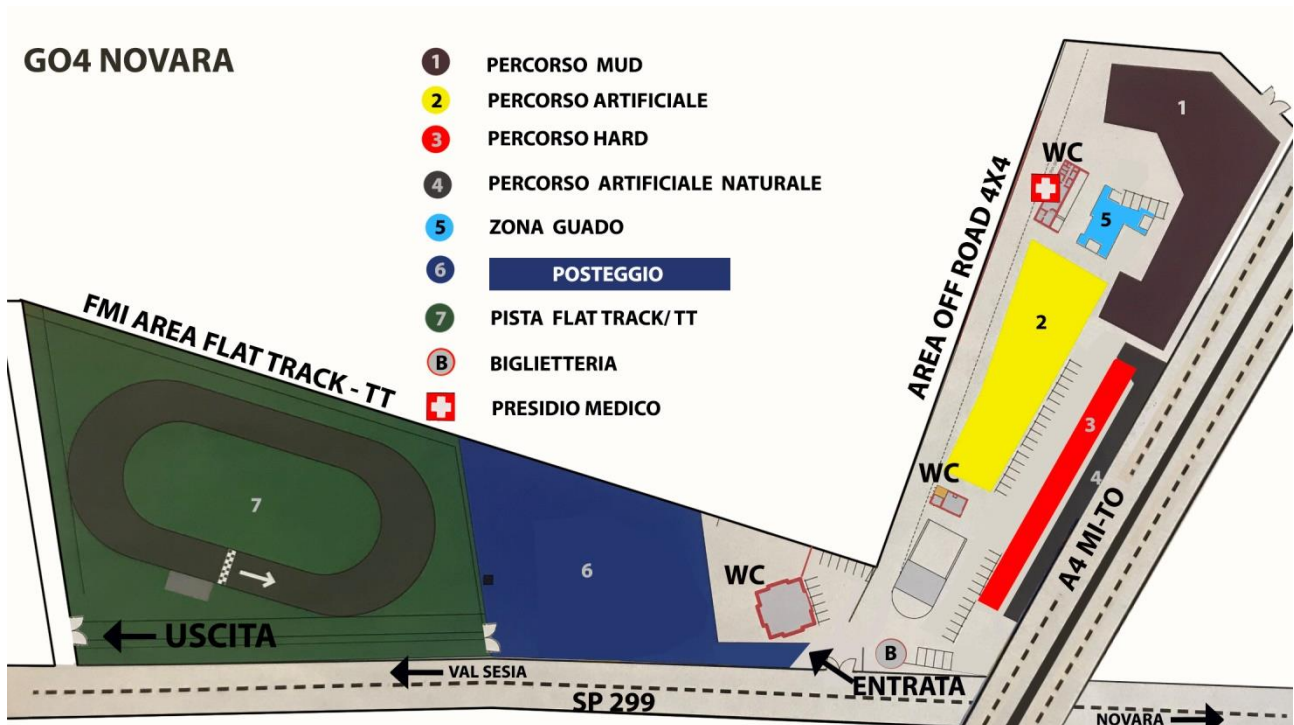 GO4 NOVARA
1 PERCORSO MUD
2 PERCORSO ARTIFICIALE
3 PERCORSO HARD
4 PERCORSO ARTIFICIALE NATURALE
5 ZONA GUADO
6 POSTEGGIO
7 PISTA FLAT TRACK/ TT
B BIGLIETTERIA
PRESIDIO MEDICO
FMI AREA FLAT TRACK - TT
7
USCITA
6
WC
VAL SESIA
SP 299
ENTRATA
B
NOVARA
AREA OFF ROAD 4X4
WC
1
5
2
WC
3
4
A4 MI-TO